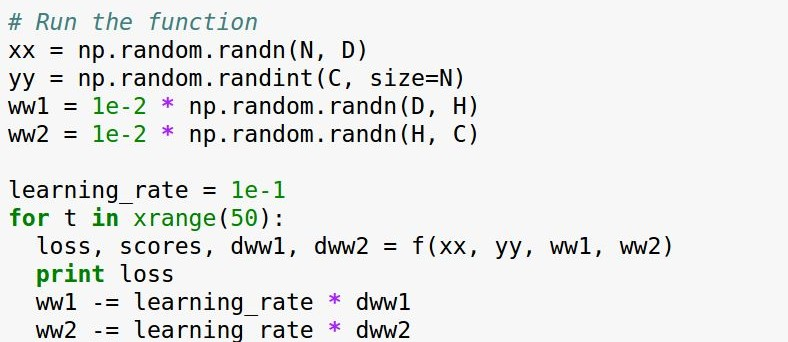 # Run the function
xx = np.random.randn(N, D)
yy = np.random.randint(C, size=N)
ww1 = 1e-2 * np.random.randn(D, H)
ww2 = 1e-2 * np.random.randn(H, C)

learning_rate = 1e-1
for t in xrange(50):
  loss, scores, dww1, dww2 = f(xx, yy, ww1, ww2)
  print loss
  ww1 -= learning_rate * dww1
  ww2 -= learning_rate * dww2